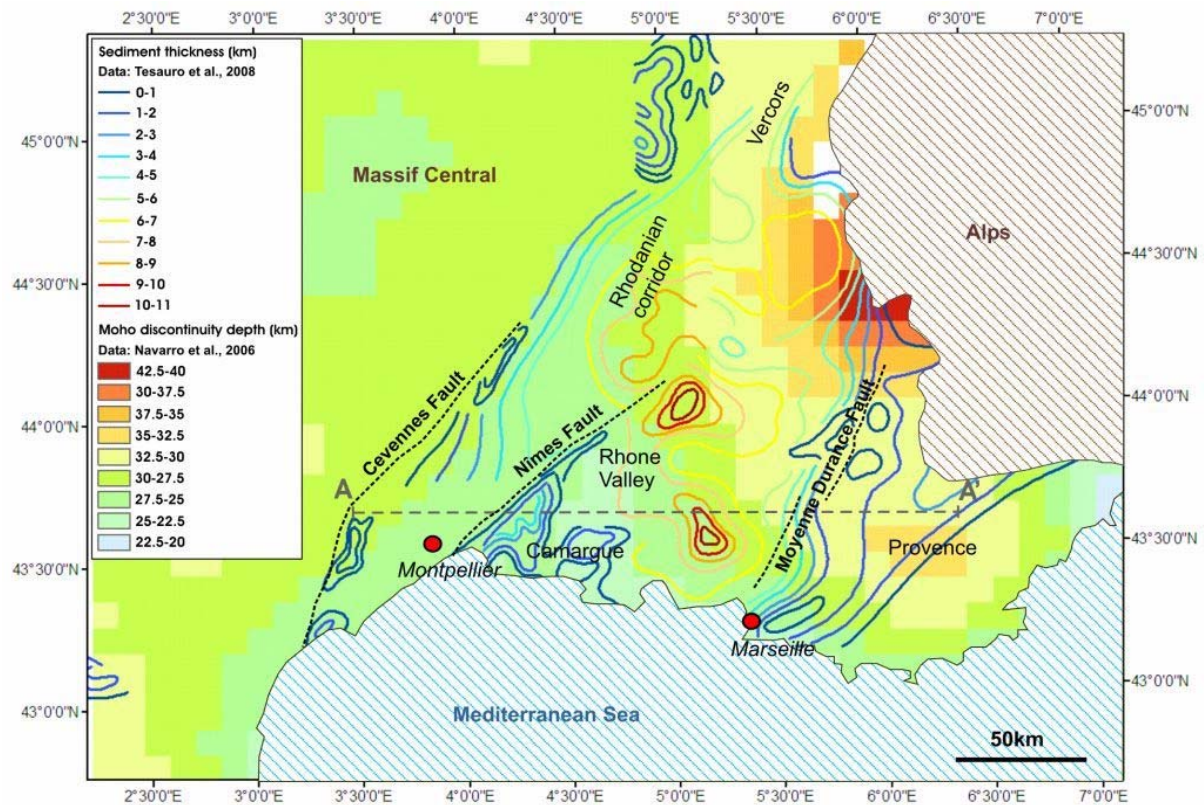 2°30'0"E 3°0'0"E 3°30'0"E 4°0'0"E 4°30'0"E 5°0'0"E 5°30'0"E 6°0'0"E 6°30'0"E 7°0'0"E
Sediment thickness (km)
Data: Tesauro et al., 2008
0-1
1-2
2-3
3-4
4-5
5-6
6-7
7-8
8-9
9-10
10-11
Moho discontinuity depth (km)
Data: Navarro et al., 2006
42.5-40
30-37.5
37.5-35
35-32.5
32.5-30
30-27.5
27.5-25
25-22.5
22.5-20
45°0'0"N
44°30'0"N
44°0'0"N
43°30'0"N
43°0'0"N
Massif Central
Vercors
Alps
Rhodanian
corridor
Cevennes Fault
Nîmes Fault
Rhone
Valley
Moyenne Durance Fault
A
A'
Camargue
Provence
Montpellier
Marseille
Mediterranean Sea
50km
45°0'0"N
44°30'0"N
44°0'0"N
43°30'0"N
43°0'0"N
2°30'0"E 3°0'0"E 3°30'0"E 4°0'0"E 4°30'0"E 5°0'0"E 5°30'0"E 6°0'0"E 6°30'0"E 7°0'0"E